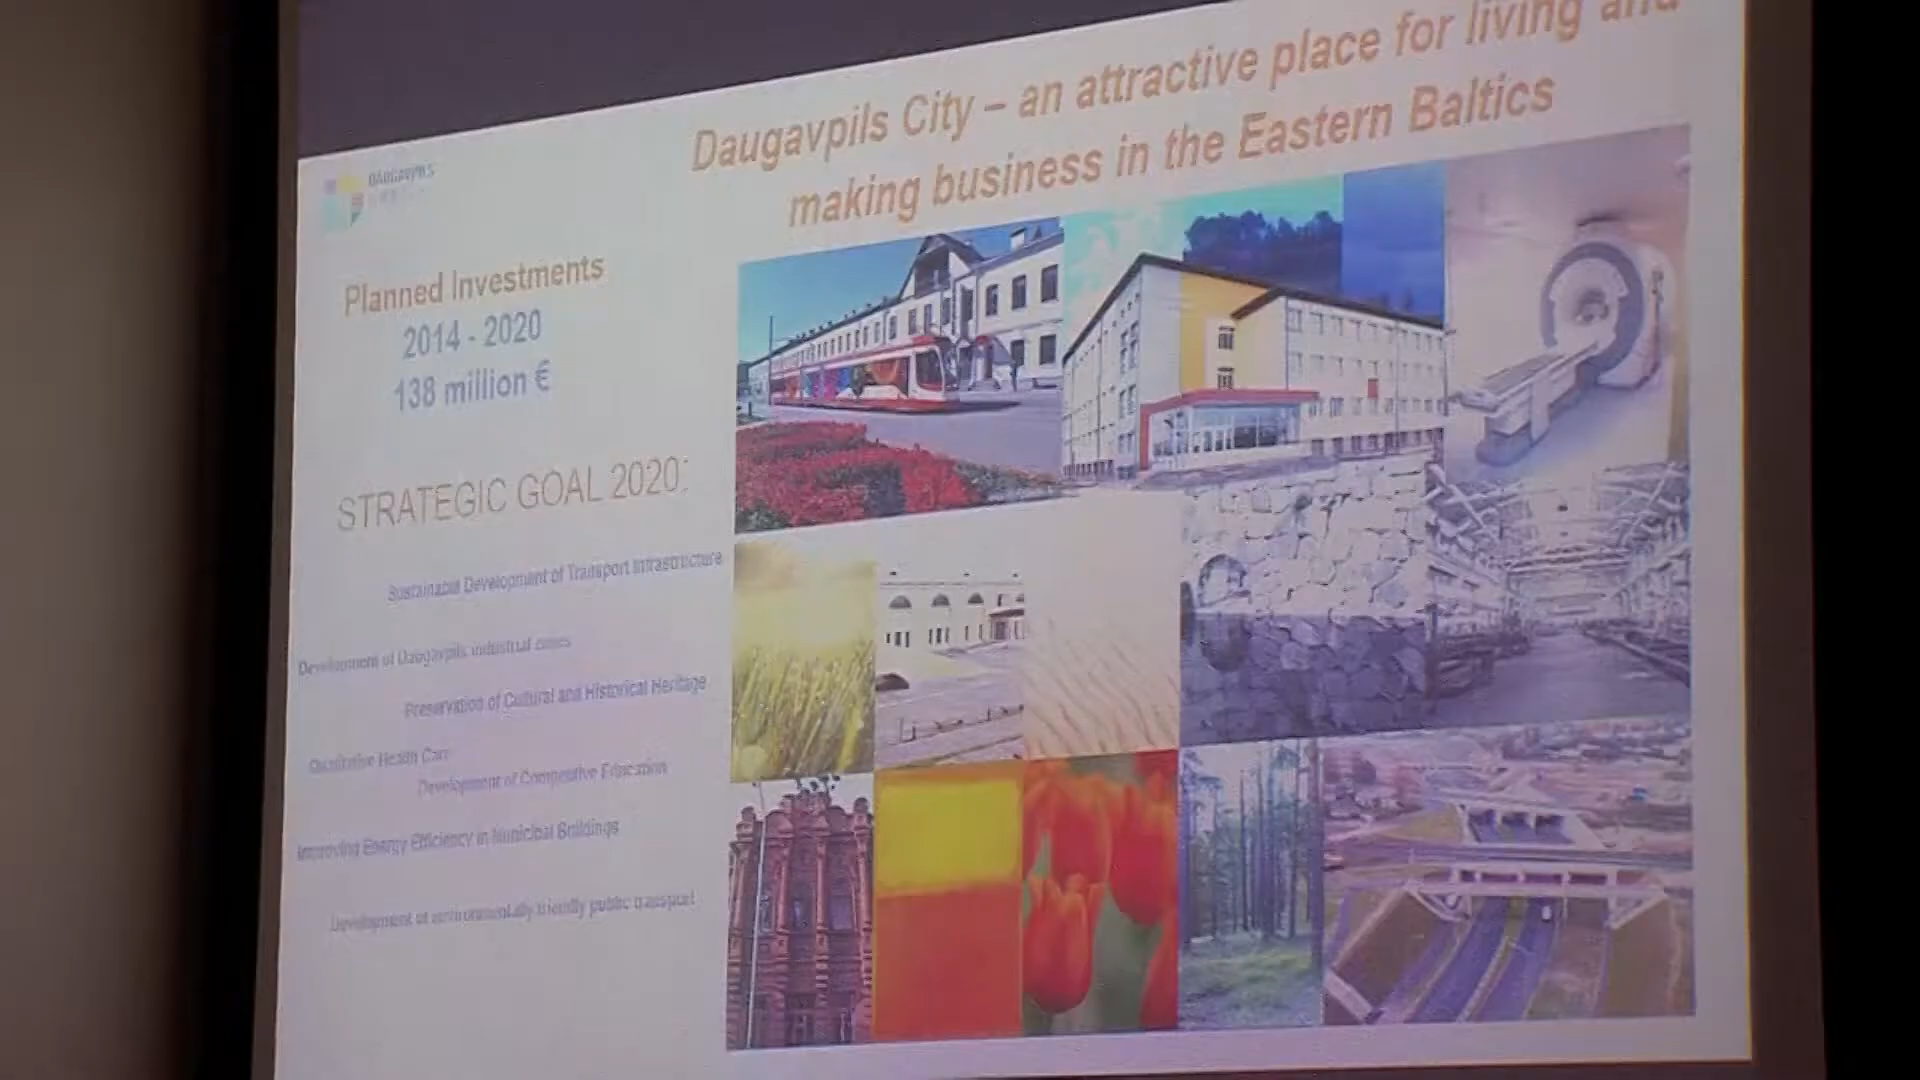 Daugavpils City – an attractive place for living and
making business in the Eastern Baltics
DAUGAVPILS
Planned Investments
2014 - 2020
138 million €
STRATEGIC GOAL 2020:
Sustainable Development of Transport Infrastructure
Development of Daugavpils industrial zones
Preservation of Cultural and Historical Heritage
Qualitative Health Care
Development of Competitive Education
Improving Energy Efficiency in Municipal Buildings
Development of environmentally friendly public transport